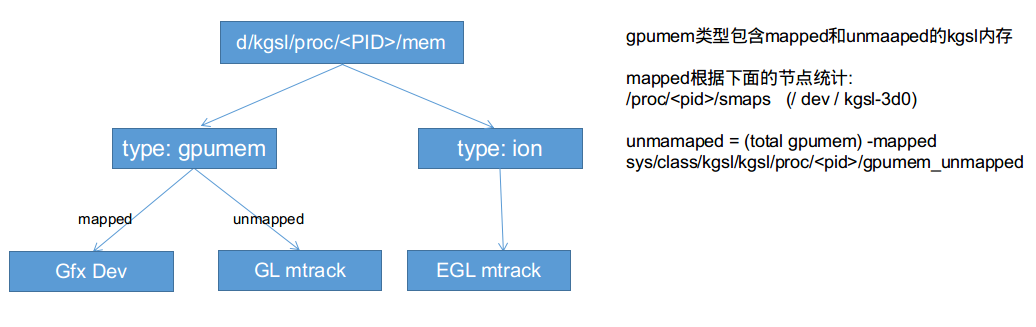 d/kgsl/proc/<PID>/mem
type: gpumem
type: ion
mapped
unmapped
Gfx Dev
GL mtrack
EGL mtrack
gpumem类型包含mapped和unmaaped的kgsl内存
mapped根据下面的节点统计:
/proc/<pid>/smaps (/ dev / kgsl-3d0)
unmamaped = (total gpumem) -mapped
sys/class/kgsl/kgsl/proc/<pid>/gpumem_unmapped